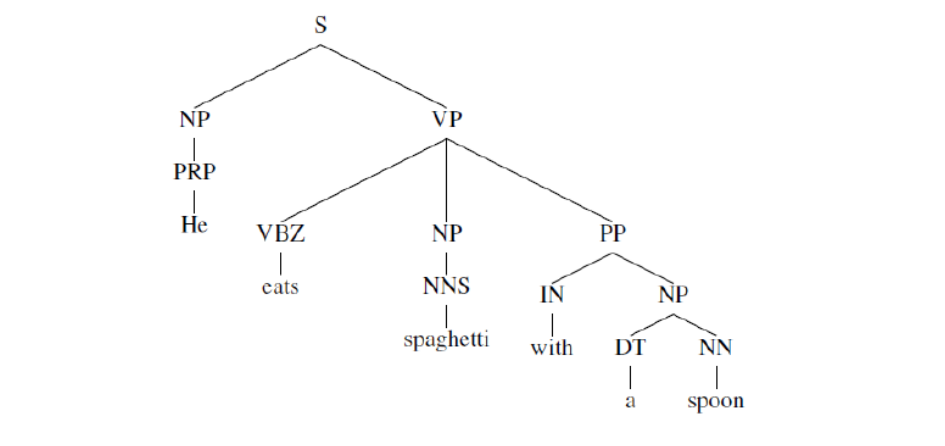 S
NP VP
PRP
He VBZ NP PP
eats NNS IN NP
spaghetti with DT NN
a spoon